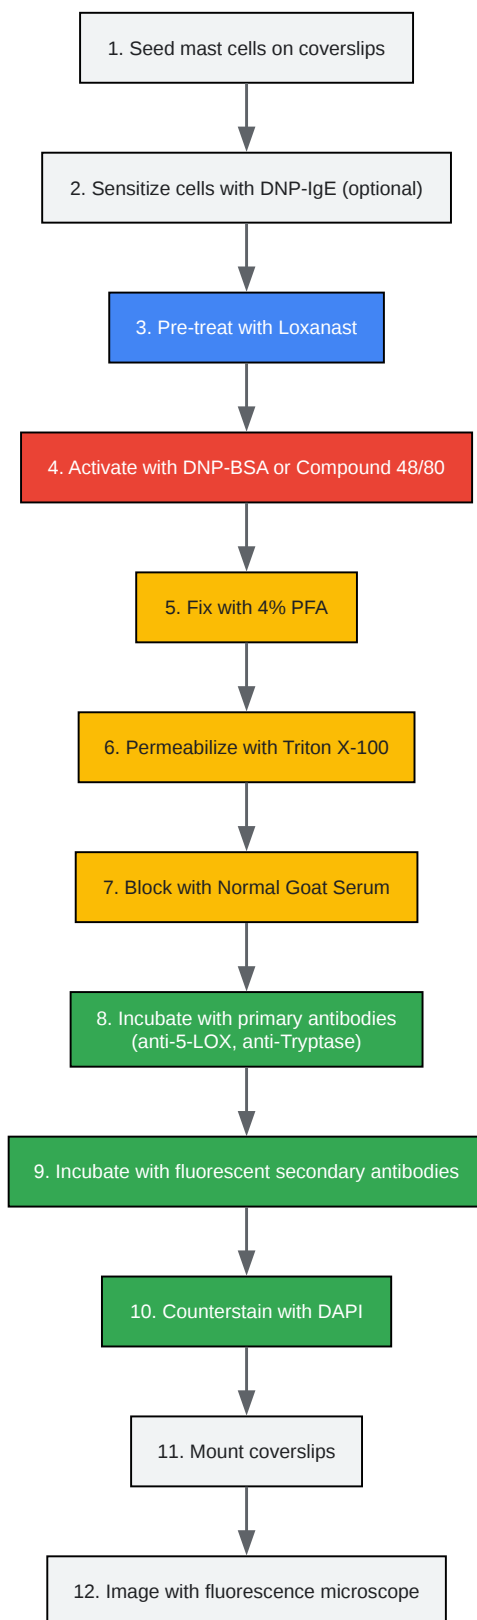 1. Seed mast cells on coverslips
2. Sensitize cells with DNP-IgE (optional)
3. Pre-treat with Loxanast
4. Activate with DNP-BSA or Compound 48/80
5. Fix with 4% PFA
6. Permeabilize with Triton X-100
7. Block with Normal Goat Serum
8. Incubate with primary antibodies
(anti-5-LOX, anti-Tryptase)
9. Incubate with fluorescent secondary antibodies
10. Counterstain with DAPI
11. Mount coverslips
12. Image with fluorescence microscope